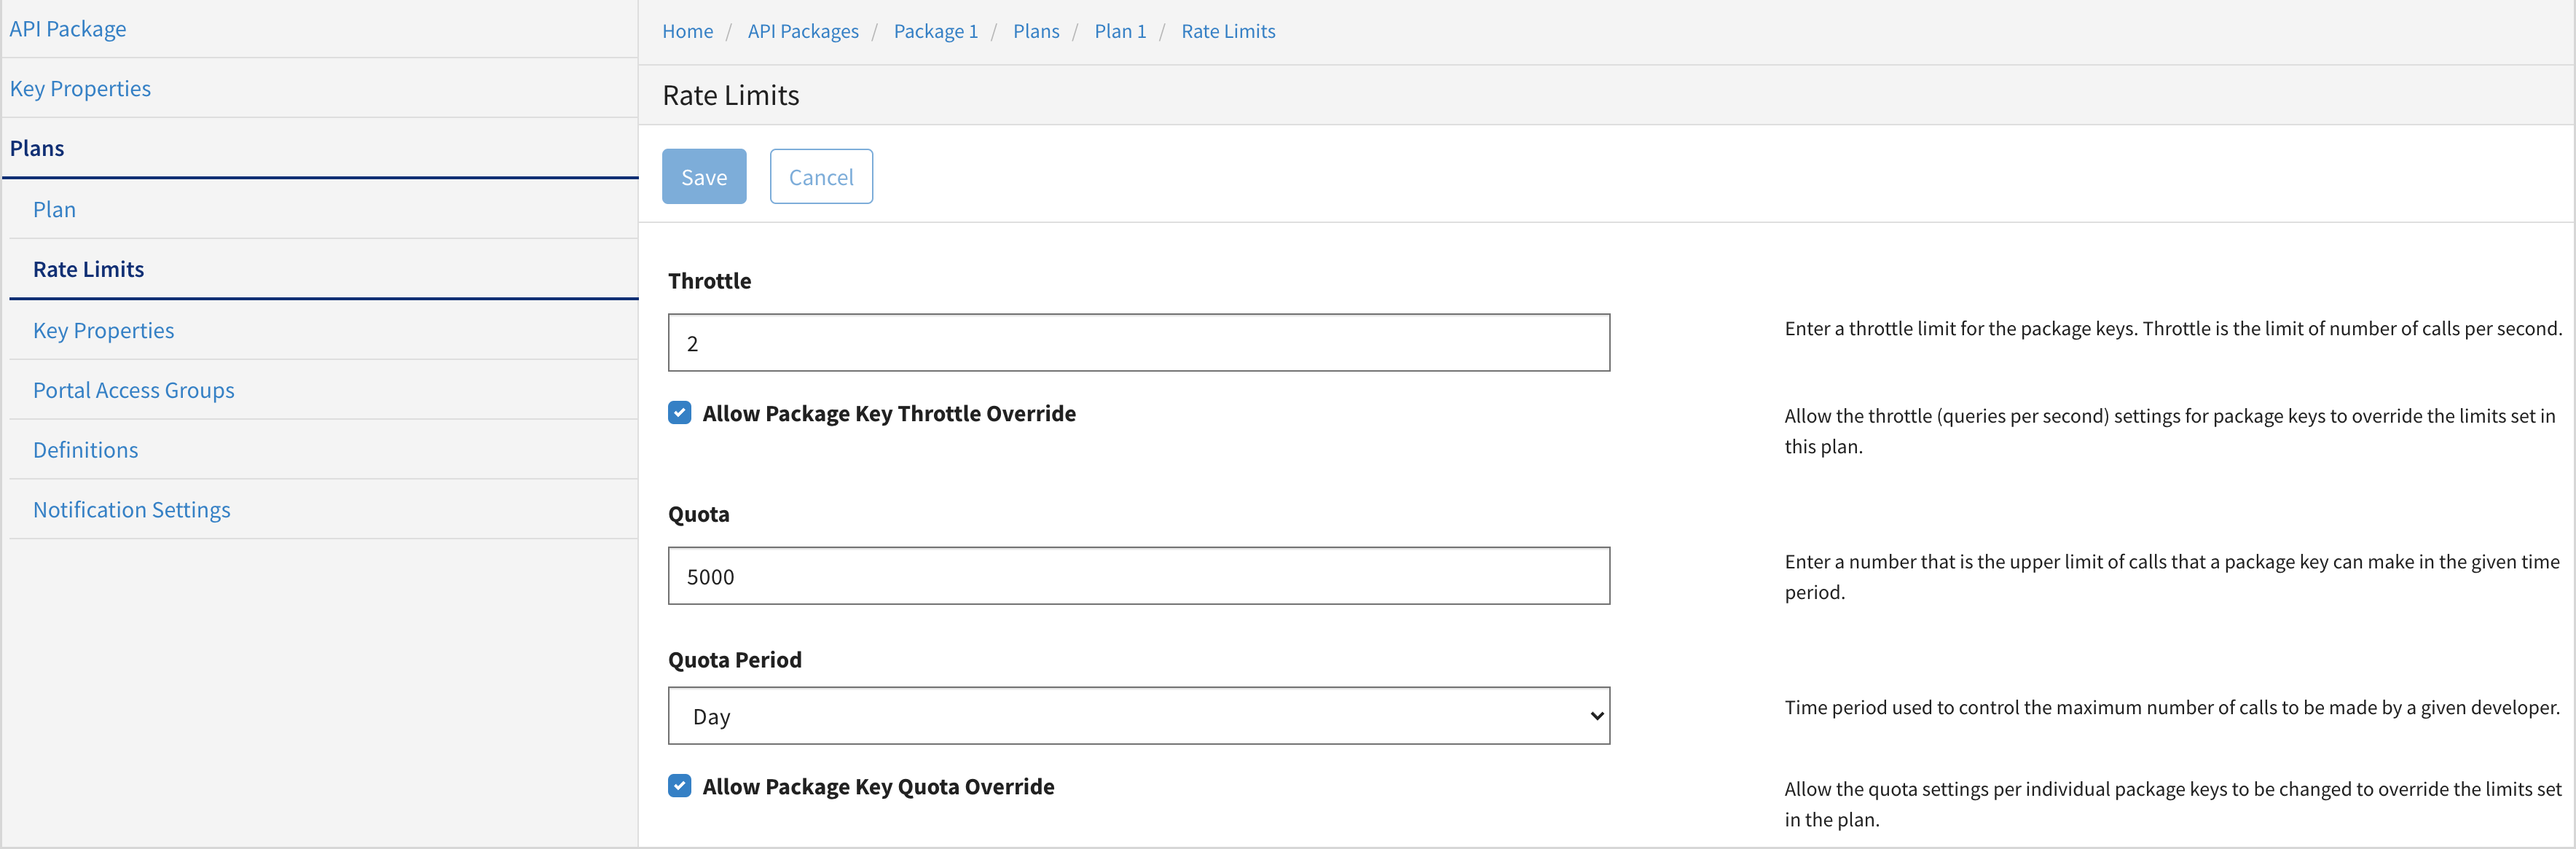 API Package
Key Properties
Plans
Plan
Rate Limits
Key Properties
Portal Access Groups
Definitions
Notification Settings
Home / API Packages / Package 1 / Plans / Plan 1 / Rate Limits
Rate Limits
Save Cancel
Throttle
2
Enter a throttle limit for the package keys. Throttle is the limit of number of calls per second.
Allow Package Key Throttle Override
Allow the throttle (queries per second) settings for package keys to override the limits set in
this plan.
Quota
5000
Enter a number that is the upper limit of calls that a package key can make in the given time
period.
Quota Period
Day
Time period used to control the maximum number of calls to be made by a given developer.
Allow Package Key Quota Override
Allow the quota settings per individual package keys to be changed to override the limits set
in the plan.